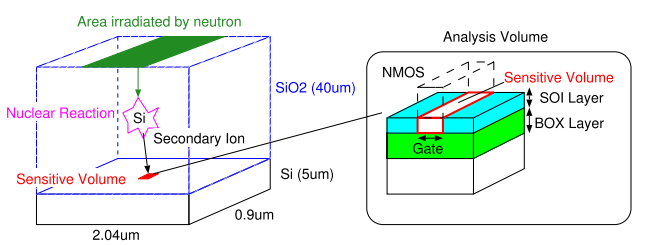 Area irradiated by neutron
Analysis Volume
NMOS
Sensitive Volume
SiO2 (40um)
SOI Layer
Nuclear Reaction
Si
BOX Layer
Secondary Ion
Gate
Sensitive Volume
Si (5um)
0.9um
2.04um